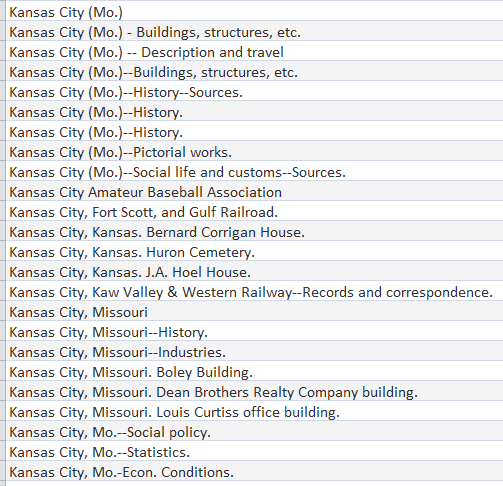 Kansas City (Mo.)
Kansas City (Mo.) - Buildings, structures, etc.
Kansas City (Mo.) -- Description and travel
Kansas City (Mo.)--Buildings, structures, etc.
Kansas City (Mo.)--History--Sources.
Kansas City (Mo.)--History.
Kansas City (Mo.)--History.
Kansas City (Mo.)--Pictorial works.
Kansas City (Mo.)--Social life and customs--Sources.
Kansas City Amateur Baseball Association
Kansas City, Fort Scott, and Gulf Railroad.
Kansas City, Kansas. Bernard Corrigan House.
Kansas City, Kansas. Huron Cemetery.
Kansas City, Kansas. J.A. Hoel House.
Kansas City, Kaw Valley & Western Railway--Records and correspondence.
Kansas City, Missouri
Kansas City, Missouri--History.
Kansas City, Missouri--Industries.
Kansas City, Missouri. Boley Building.
Kansas City, Missouri. Dean Brothers Realty Company building.
Kansas City, Missouri. Louis Curtiss office building.
Kansas City, Mo.--Social policy.
Kansas City, Mo.--Statistics.
Kansas City, Mo.-Econ. Conditions.